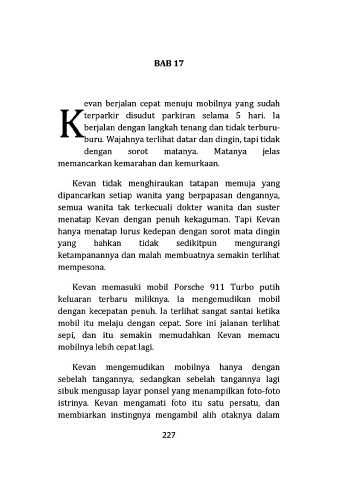 BAB 17
Kevan berjalan cepat menuju mobilnya yang sudah
terparkir disudut parkiran selama 5 hari. Ia
berjalan dengan langkah tenang dan tidak terburu-
buru. Wajahnya terlihat datar dan dingin, tapi tidak
dengan sorot matanya. Matanya jelas
memancarkan kemarahan dan kemurkaan.
Kevan tidak menghiraukan tatapan memuja yang
dipancarkan setiap wanita yang berpapasan dengannya,
semua wanita tak terkecuali dokter wanita dan suster
menatap Kevan dengan penuh kekaguman. Tapi Kevan
hanya menatap lurus kedepan dengan sorot mata dingin
yang bahkan tidak sedikitpun mengurangi
ketampanannya dan malah membuatnya semakin terlihat
mempesona.
Kevan memasuki mobil Porsche 911 Turbo putih
keluaran terbaru miliknya. Ia mengemudikan mobil
dengan kecepatan penuh. Ia terlihat sangat santai ketika
mobil itu melaju dengan cepat. Sore ini jalanan terlihat
sepi, dan itu semakin memudahkan Kevan memacu
mobilnya lebih cepat lagi.
Kevan mengemudikan mobilnya hanya dengan
sebelah tangannya, sedangkan sebelah tangannya lagi
sibuk mengusap layar ponsel yang menampilkan foto-foto
istrinya. Kevan mengamati foto itu satu persatu, dan
membiarkan instingnya mengambil alih otaknya dalam
227